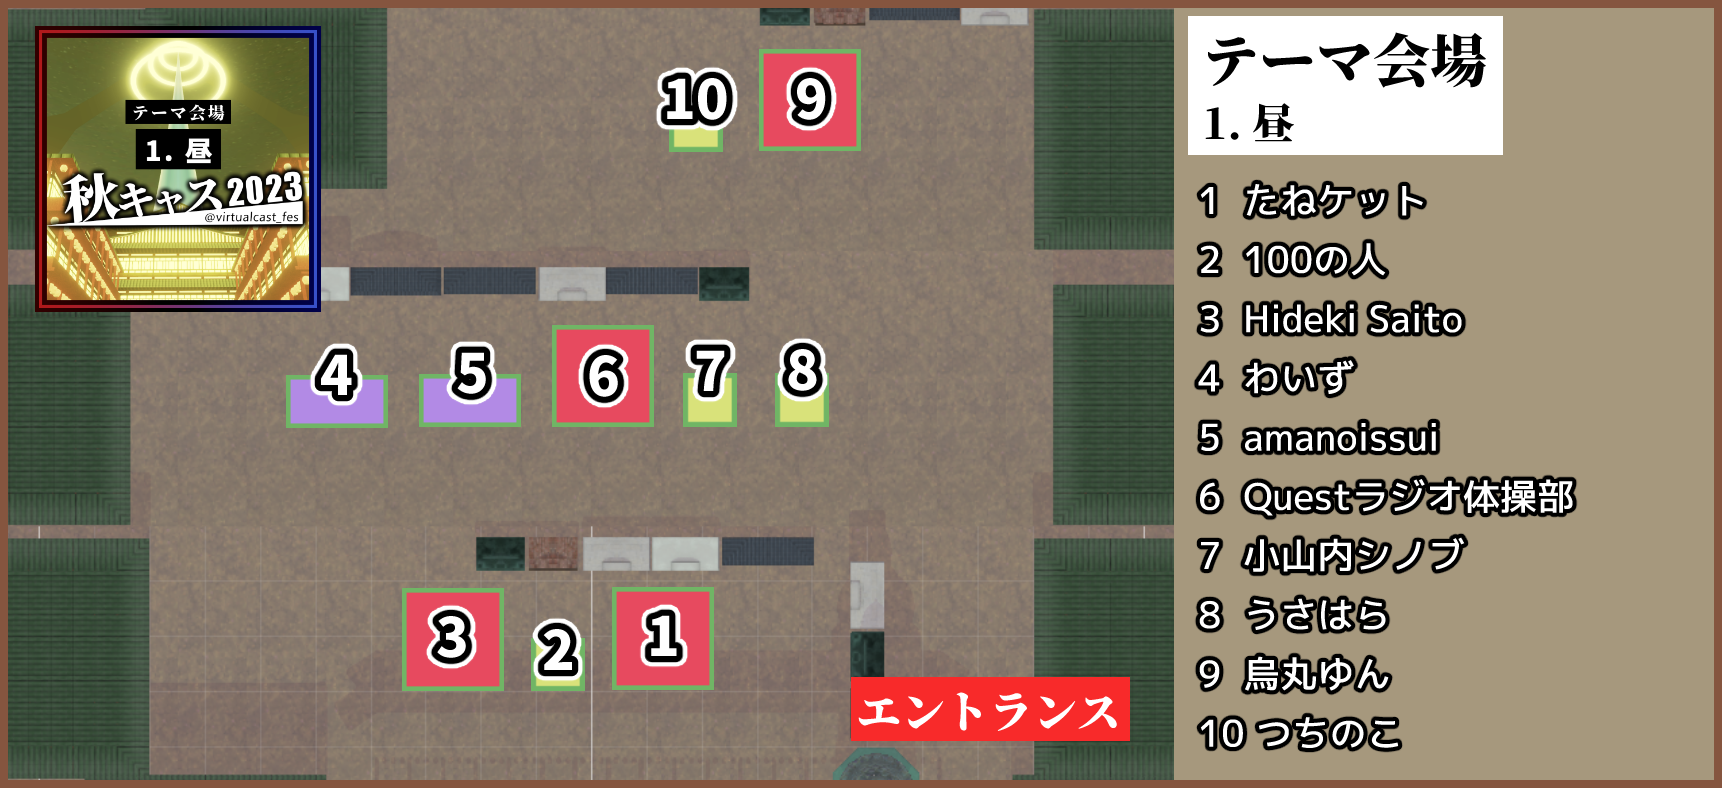 テーマ会場
1. 昼
秋キャス2023
@virtualcast_fes
10
9
4
5
6
7
8
3
2
1
エントランス
テーマ会場
1. 昼
1 たねケット
2 100の人
3 Hideki Saito
4 わいず
5 amanoissui
6 Questラジオ体操部
7 小山内シノブ
8 うさはら
9 烏丸ゆん
10 つちのこ